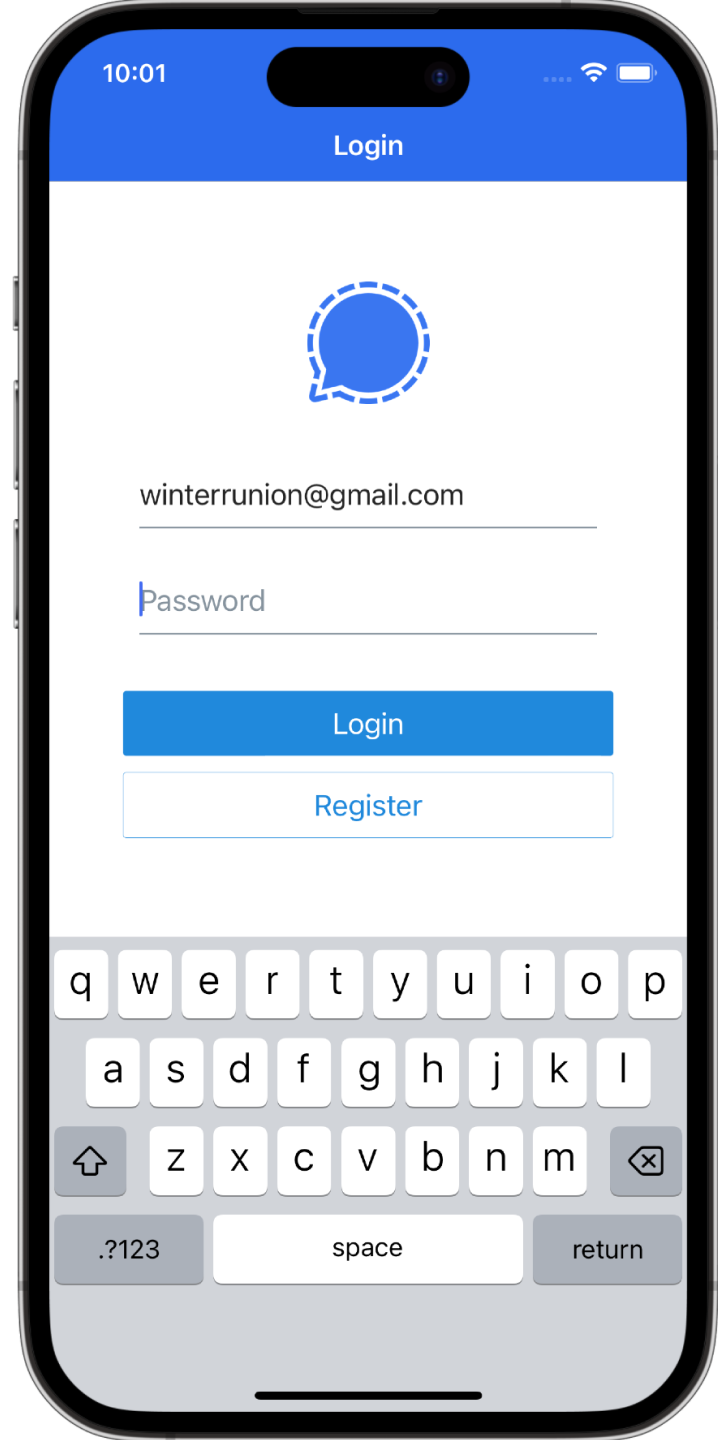 10:01
Login
winterrunion@gmail.com
Password
Login
Register
q w e r t y u i o p
a s d f g h j k l
z x c v b n m
.?123 space return